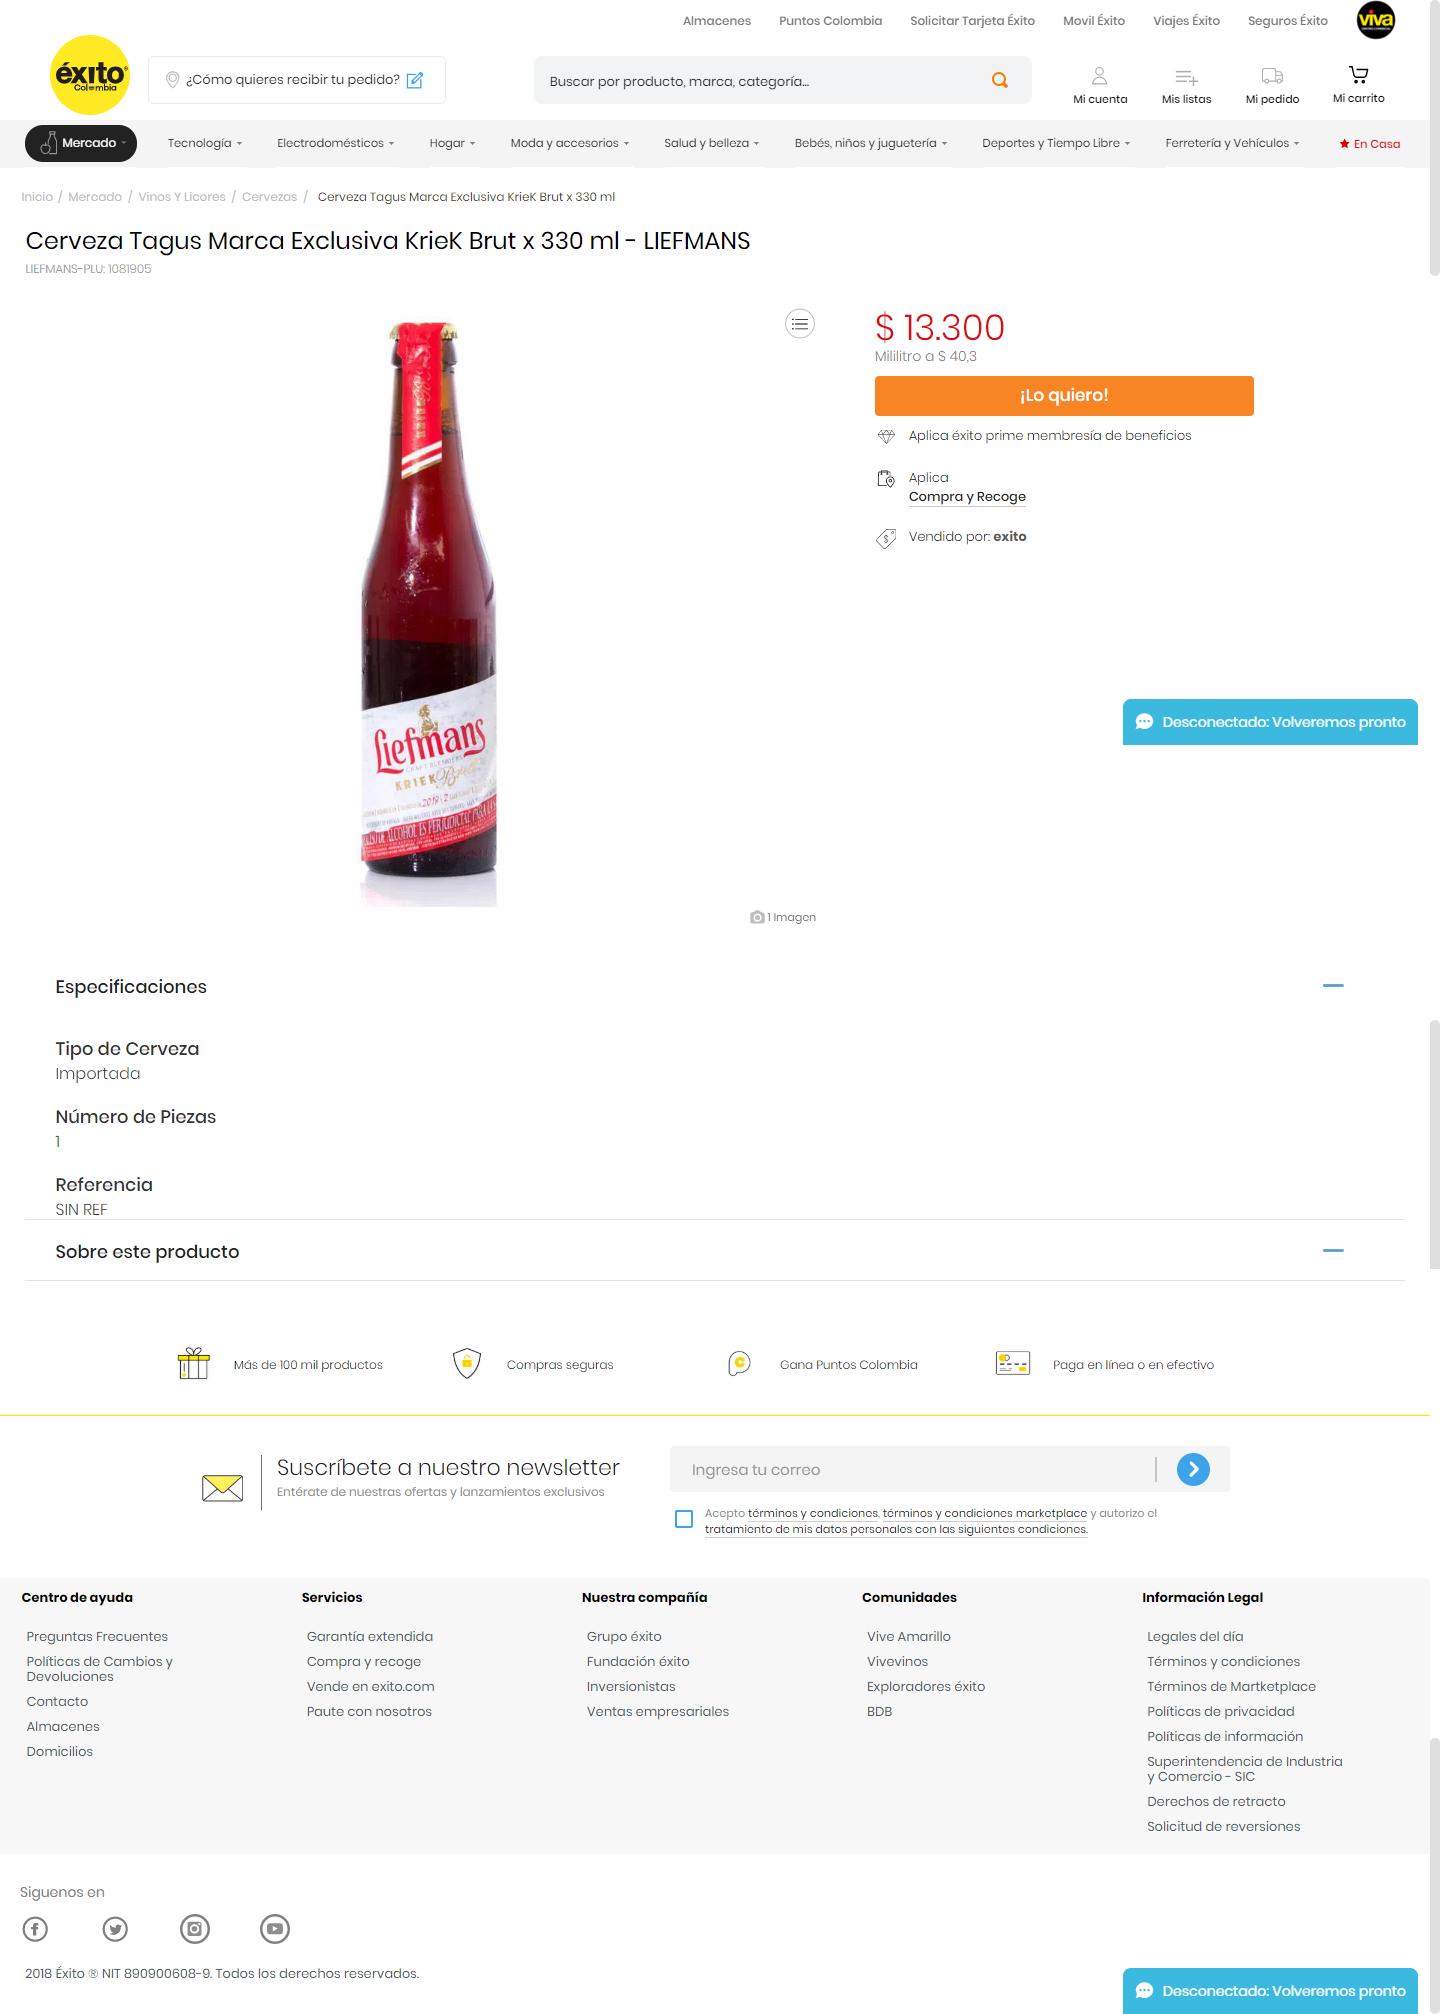 Almacenes Puntos Colombia Solicitar Tarjeta Éxito Movil Éxito Viajes Éxito Seguros Éxito viva
éxito
Colombia
¿Cómo quieres recibir tu pedido?
Buscar por producto, marca, categoría...
Mi cuenta Mis listas Mi pedido Mi carrito
Mercado Tecnología Electrodomésticos Hogar Moda y accesorios Salud y belleza Bebés, niños y juguetería Deportes y Tiempo Libre Ferretería y Vehículos En Casa
Inicio / Mercado / Vinos Y Licores / Cervezas / Cerveza Tagus Marca Exclusiva KrieK Brut x 330 ml
Cerveza Tagus Marca Exclusiva KrieK Brut x 330 ml - LIEFMANS
LIEFMANS-PLU: 1081905
$ 13.300
Mililitro a $ 40,3
¡Lo quiero!
Aplica éxito prime membresía de beneficios
Aplica
Compra y Recoge
Vendido por: exito
Desconectado: Volveremos pronto
Liefmans
CRAFT BLENDERS
KRIEK Brut
2019
DE ALCOHOL ES PERJUDICIAL PARA
1 Imagen
Especificaciones
Tipo de Cerveza
Importada
Número de Piezas
1
Referencia
SIN REF
Sobre este producto
Más de 100 mil productos Compras seguras Gana Puntos Colombia Paga en línea o en efectivo
Suscríbete a nuestro newsletter
Entérate de nuestras ofertas y lanzamientos exclusivos
Ingresa tu correo
Acepto términos y condiciones, términos y condiciones marketplace y autorizo el
tratamiento de mis datos personales con las siguientes condiciones.
Centro de ayuda
Preguntas Frecuentes
Políticas de Cambios y
Devoluciones
Contacto
Almacenes
Domicilios
Servicios
Garantía extendida
Compra y recoge
Vende en exito.com
Paute con nosotros
Nuestra compañía
Grupo éxito
Fundación éxito
Inversionistas
Ventas empresariales
Comunidades
Vive Amarillo
Vivevinos
Exploradores éxito
BDB
Información Legal
Legales del día
Términos y condiciones
Términos de Martketplace
Políticas de privacidad
Políticas de información
Superintendencia de Industria
y Comercio - SIC
Derechos de retracto
Solicitud de reversiones
Siguenos en
2018 Éxito ® NIT 890900608-9. Todos los derechos reservados.
Desconectado: Volveremos pronto